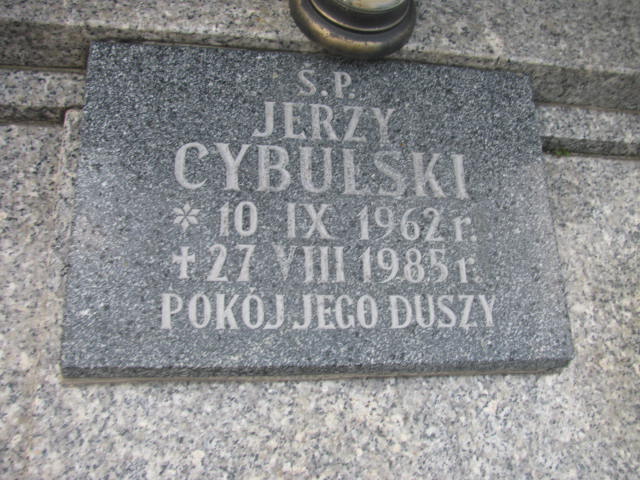 Ś.P.
JERZY
CYBULSKI
* 10 IX 1962 r.
✝ 27 VIII 1985 r.
POKÓJ JEGO DUSZY